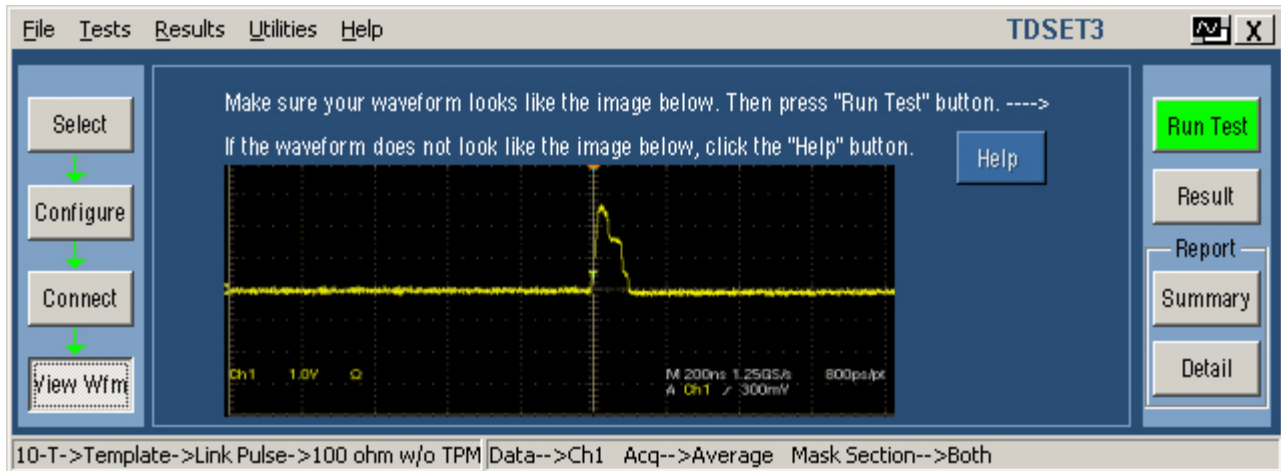 File Tests Results Utilities Help TDSET3 X
Select
Configure
Connect
View Wfm
Make sure your waveform looks like the image below. Then press "Run Test" button. ---->
If the waveform does not look like the image below, click the "Help" button.
Help
Ch1 1.0V Ω M 200ns 1.25GS/s 800ps/pt
A Ch1 / 300mV
Run Test
Result
Report
Summary
Detail
10-T->Template->Link Pulse->100 ohm w/o TPM Data-->Ch1 Acq-->Average Mask Section-->Both